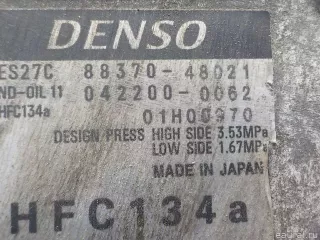 DENSO
ES27C 88370-48021
ND-OIL 11 042200-0062
HFC134a 01H00970
DESIGN PRESS HIGH SIDE 3.53MPa
LOW SIDE 1.67MPa
MADE IN JAPAN
HFC134a